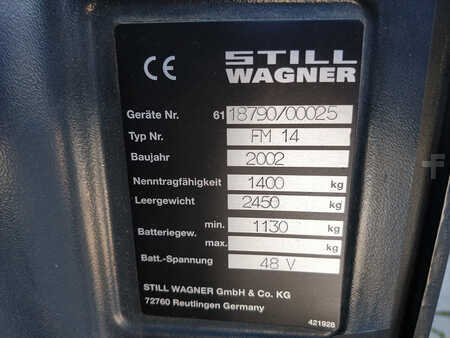 CE
STILL
WAGNER
Geräte Nr. 61 18790/00025
Typ Nr. FM 14
Baujahr 2002
Nenntragfähigkeit 1400 kg
Leergewicht 2450 kg
Batteriegew. min. 1130 kg
max. kg
Batt.-Spannung 48 V
STILL WAGNER GmbH & Co. KG
72760 Reutlingen Germany
421928